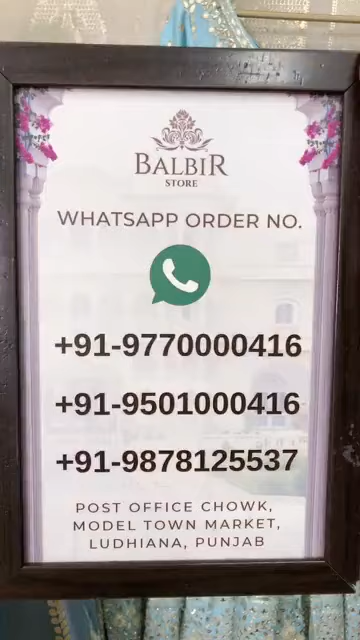 BALBIR
STORE
WHATSAPP ORDER NO.
+91-9770000416
+91-9501000416
+91-9878125537
POST OFFICE CHOWK,
MODEL TOWN MARKET,
LUDHIANA, PUNJAB